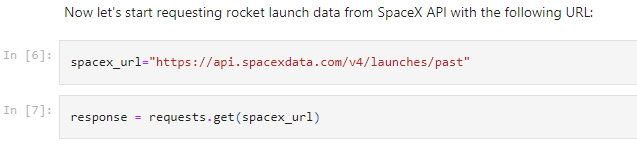 Now let's start requesting rocket launch data from SpaceX API with the following URL:
In [6]: spacex_url="https://api.spacexdata.com/v4/launches/past"
In [7]: response = requests.get(spacex_url)